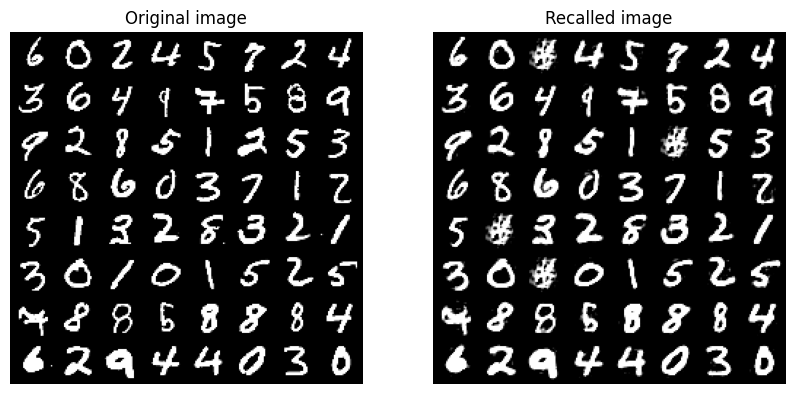 Original image Recalled image
6 0 2 4 5 7 2 4 6 0 4 5 7 2 4
3 6 4 9 7 5 8 9 3 6 4 9 7 5 8 9
9 2 8 5 1 2 5 3 9 2 8 5 1 5 3
6 8 6 0 3 7 1 2 6 8 6 0 3 7 1 2
5 1 3 2 8 3 2 1 5 3 2 8 3 2 1
3 0 1 0 1 5 2 5 3 0 0 1 5 2 5
4 8 8 5 8 8 8 4 4 8 8 5 8 8 8 4
6 2 9 4 4 0 3 0 6 2 9 4 4 0 3 0